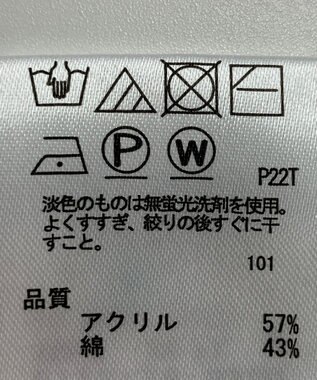 P W
P22T
淡色のものは無蛍光洗剤を使用。
よくすすぎ、絞りの後すぐに干
すこと。
101
品質
アクリル 57%
綿 43%